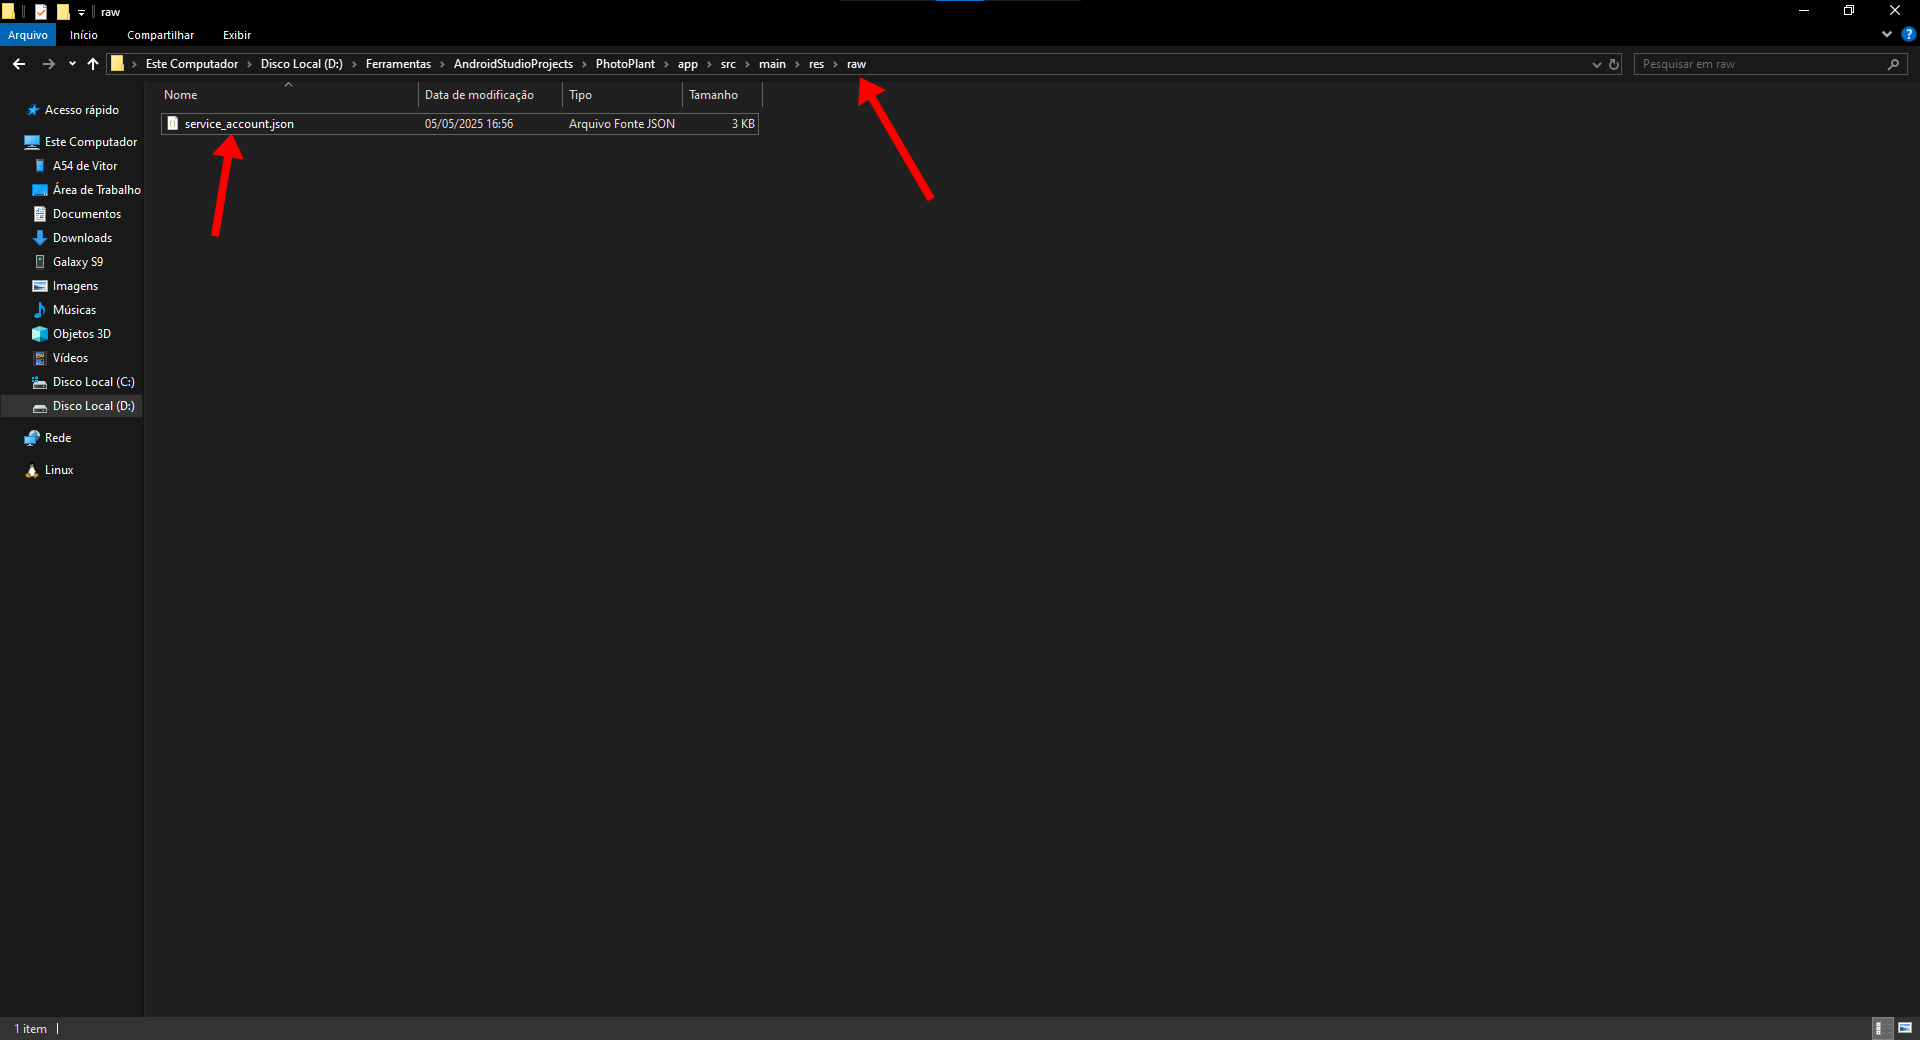 raw
Arquivo Início Compartilhar Exibir
Este Computador Disco Local (D:) Ferramentas AndroidStudioProjects PhotoPlant app src main res raw
Pesquisar em raw
Nome Data de modificação Tipo Tamanho
service_account.json 05/05/2025 16:56 Arquivo Fonte JSON 3 KB
Acesso rápido
Este Computador
A54 de Vitor
Área de Trabalho
Documentos
Downloads
Galaxy S9
Imagens
Músicas
Objetos 3D
Vídeos
Disco Local (C:)
Disco Local (D:)
Rede
Linux
1 item